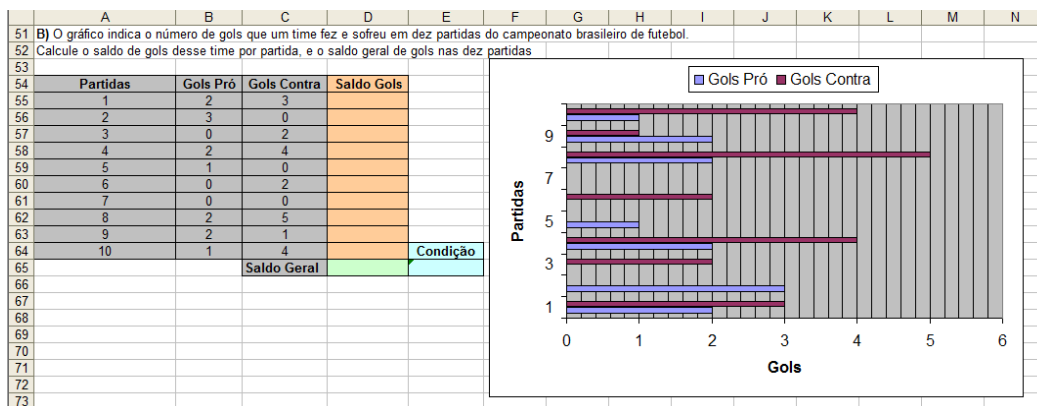 A B C D E F G H I J K L M N
51 B) O gráfico indica o número de gols que um time fez e sofreu em dez partidas do campeonato brasileiro de futebol.
52 Calcule o saldo de gols desse time por partida, e o saldo geral de gols nas dez partidas
53
54 Partidas Gols Pró Gols Contra Saldo Gols
55 1 2 3
56 2 3 0
57 3 0 2
58 4 2 4
59 5 1 0
60 6 0 2
61 7 0 0
62 8 2 5
63 9 2 1
64 10 1 4 Condição
65 Saldo Geral
66
67
68
69
70
71
72
73
Gols Pró Gols Contra
9
7
5
3
1
Partidas
0 1 2 3 4 5 6
Gols